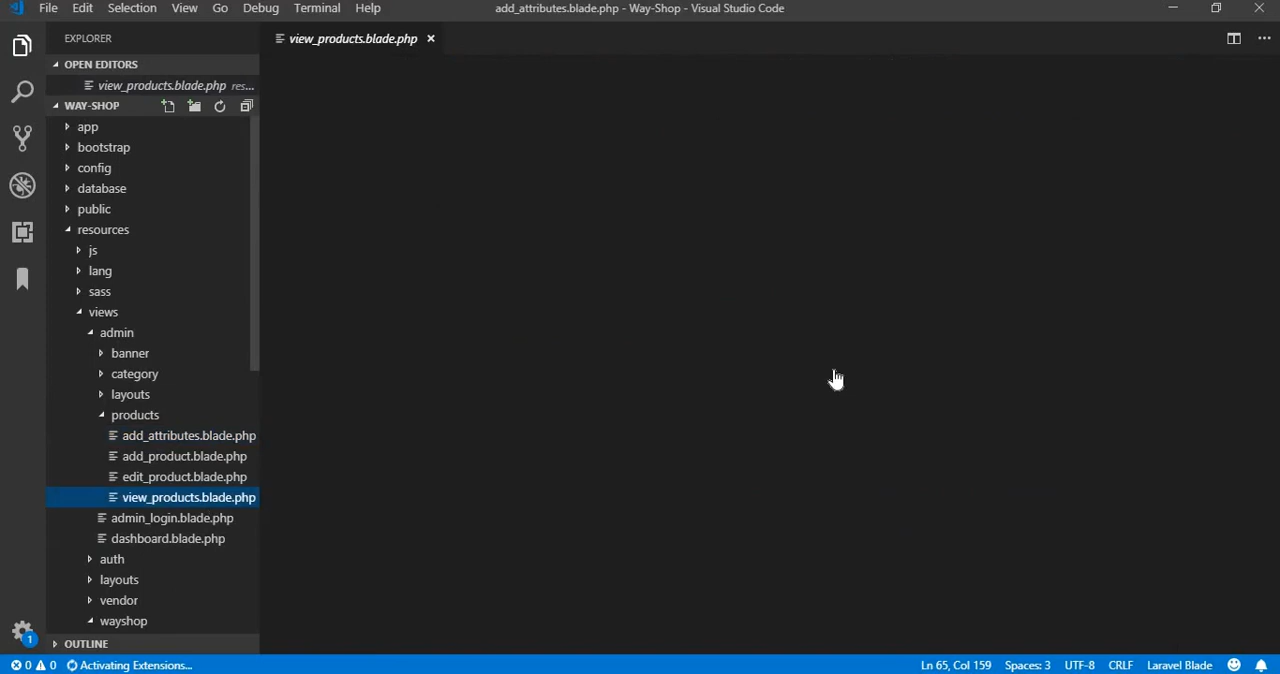 File Edit Selection View Go Debug Terminal Help add_attributes.blade.php - Way-Shop - Visual Studio Code
EXPLORER
view_products.blade.php
OPEN EDITORS
view_products.blade.php res...
WAY-SHOP
app
bootstrap
config
database
public
resources
js
lang
sass
views
admin
banner
category
layouts
products
add_attributes.blade.php
add_product.blade.php
edit_product.blade.php
view_products.blade.php
admin_login.blade.php
dashboard.blade.php
auth
layouts
vendor
wayshop
1
OUTLINE
0 0 Activating Extensions... Ln 65, Col 159 Spaces: 3 UTF-8 CRLF Laravel Blade